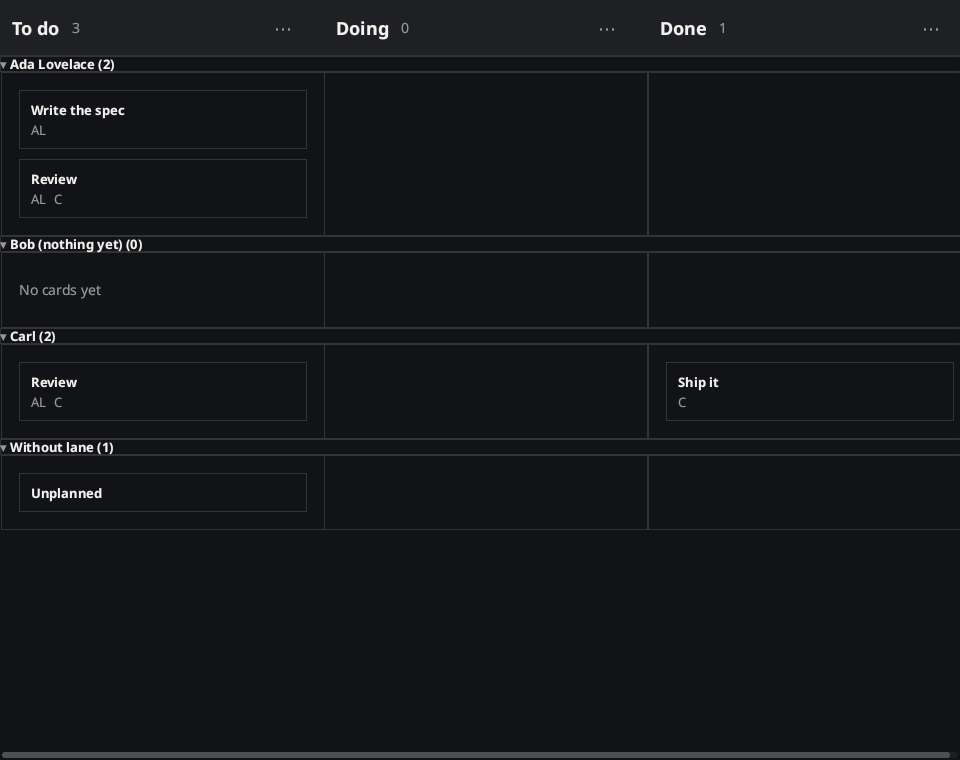 To do 3 ... Doing 0 ... Done 1 ...
▾ Ada Lovelace (2)
Write the spec
AL
Review
AL C
▾ Bob (nothing yet) (0)
No cards yet
▾ Carl (2)
Review
AL C
Ship it
C
▾ Without lane (1)
Unplanned